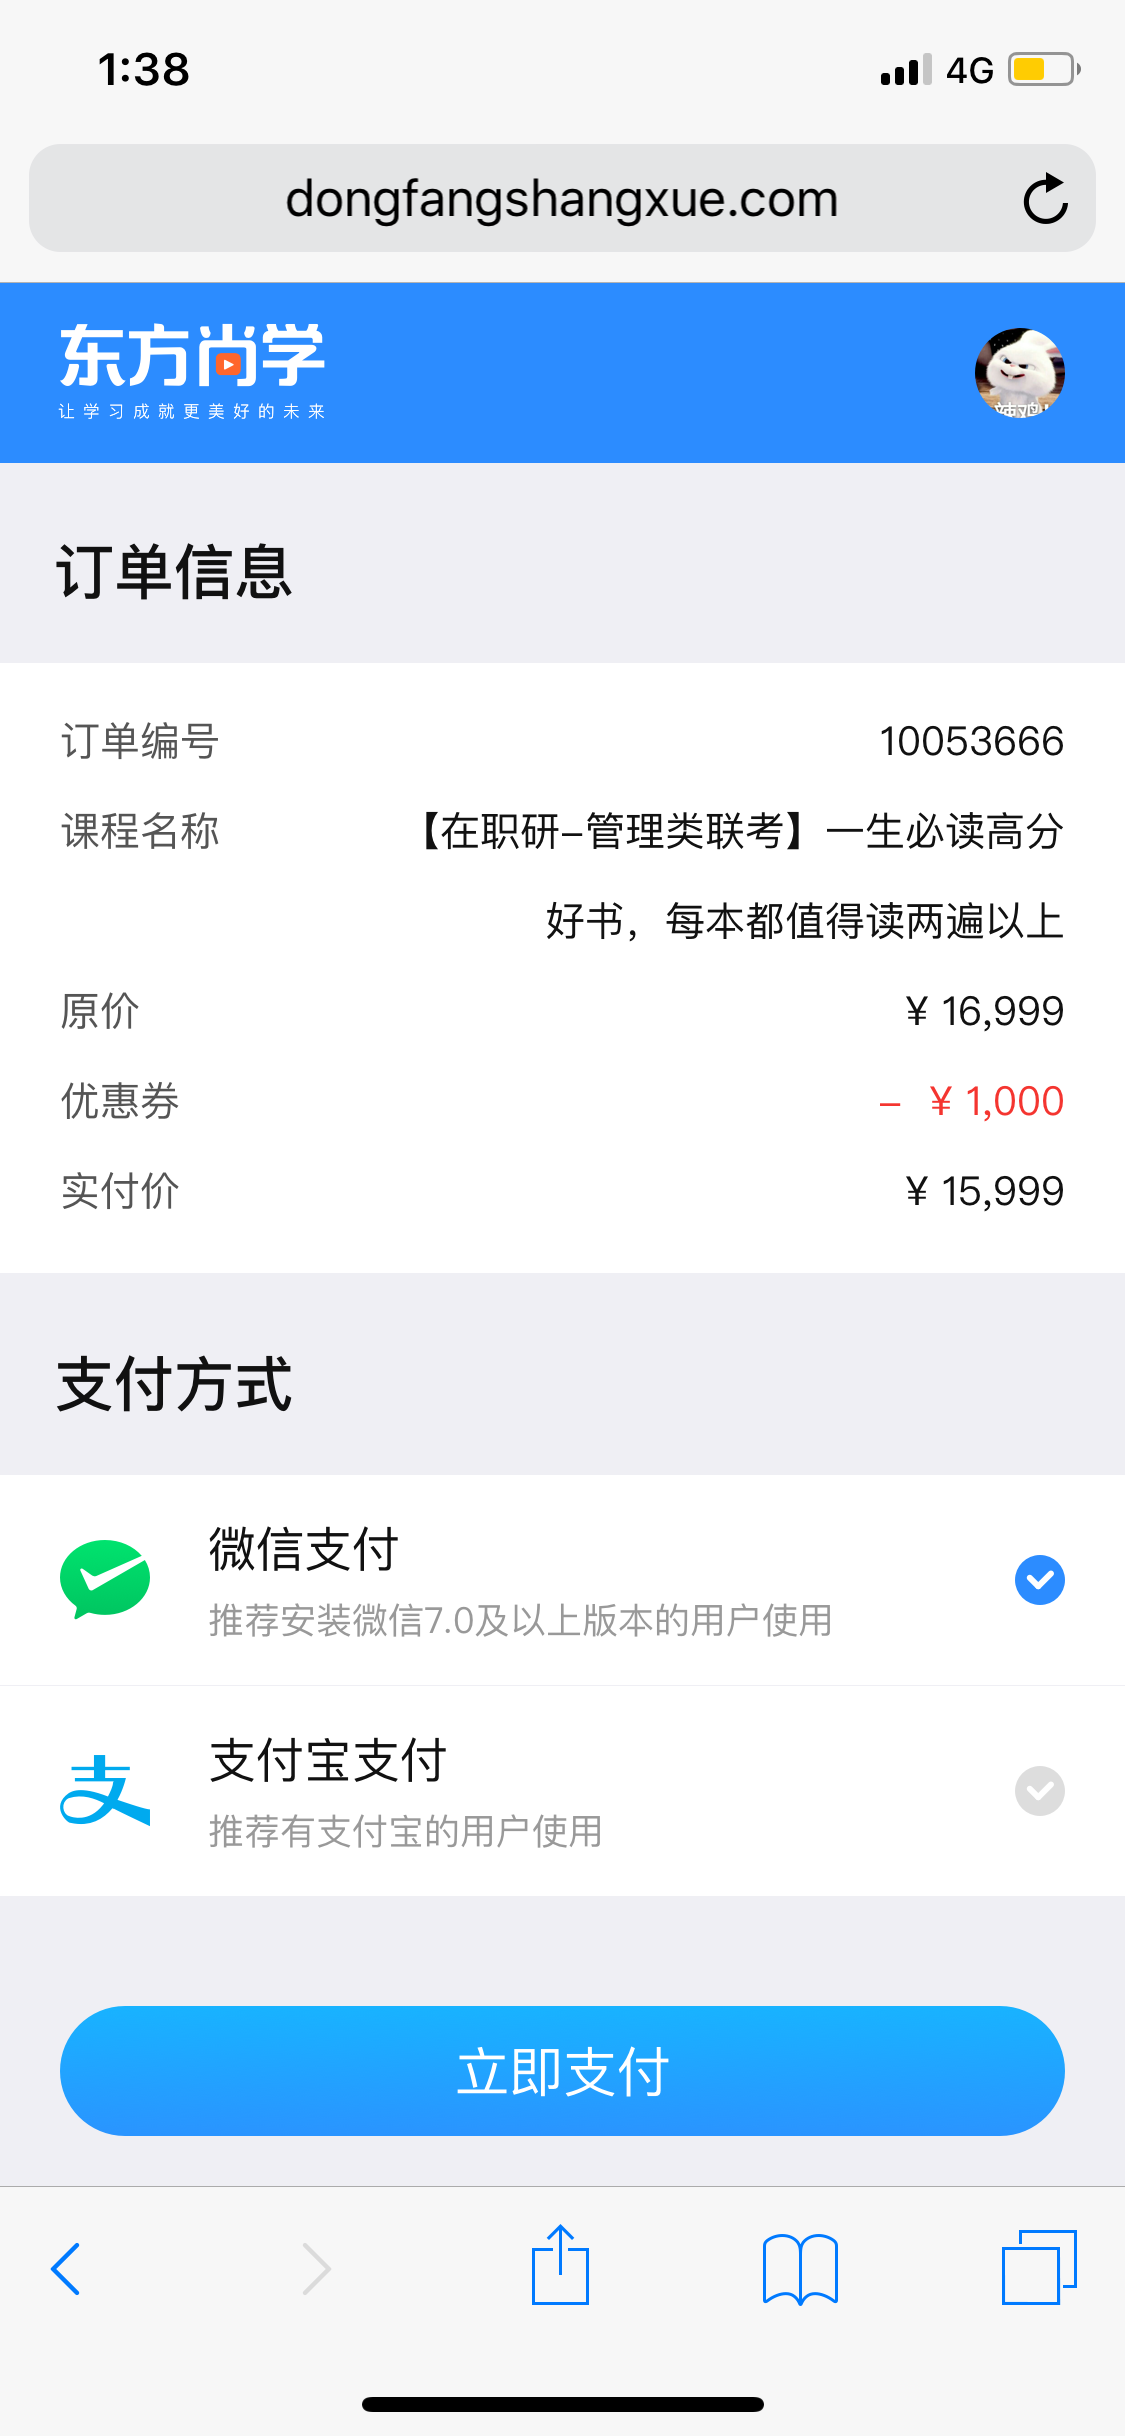 1:38
4G
dongfangshangxue.com
东方尚学
让学习成就更美好的未来
辣鸡!
订单信息
订单编号 10053666
课程名称 【在职研-管理类联考】一生必读高分
好书，每本都值得读两遍以上
原价 ¥ 16,999
优惠券 - ¥ 1,000
实付价 ¥ 15,999
支付方式
微信支付
推荐安装微信7.0及以上版本的用户使用
支付宝支付
推荐有支付宝的用户使用
立即支付